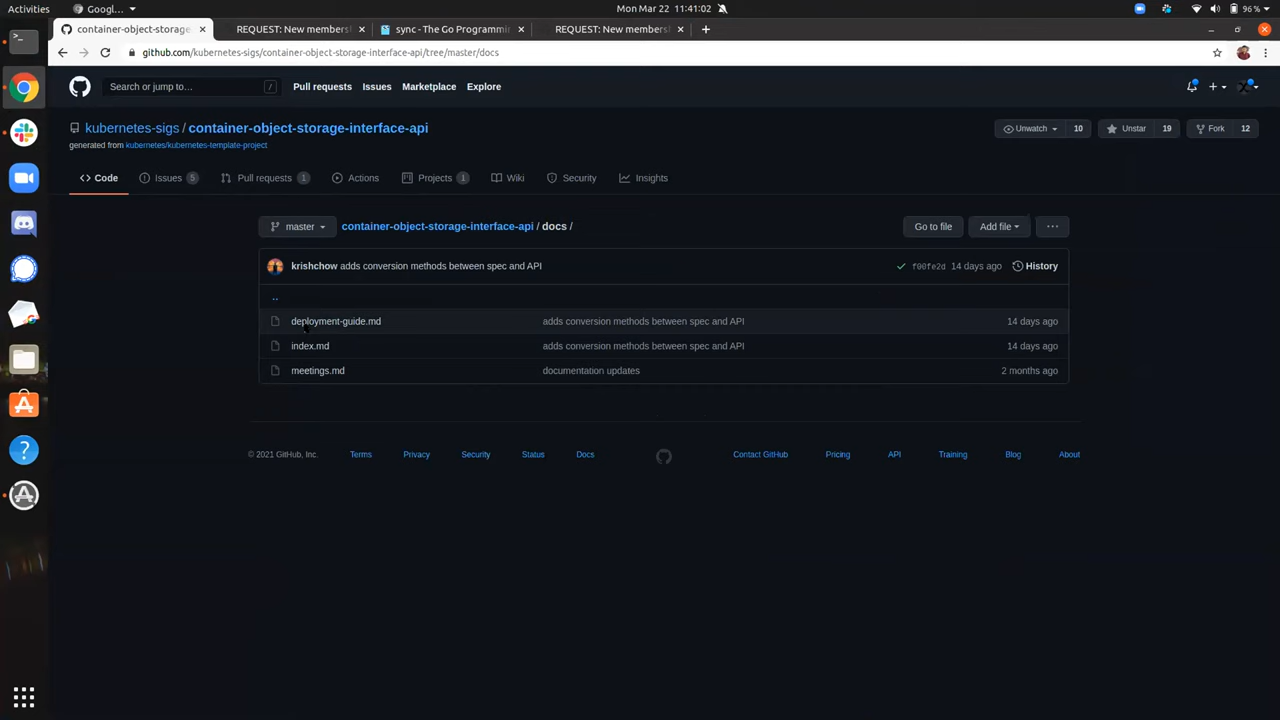 Activities
Googl...
Mon Mar 22 11:41:02
96 %
container-object-storage-
REQUEST: New membersh
sync - The Go Programmin
REQUEST: New membersh
github.com/kubernetes-sigs/container-object-storage-interface-api/tree/master/docs
Search or jump to... /
Pull requests Issues Marketplace Explore
kubernetes-sigs / container-object-storage-interface-api
Unwatch 10
Unstar 19
Fork 12
generated from kubernetes/kubernetes-template-project
Code
Issues 5
Pull requests 1
Actions
Projects 1
Wiki
Security
Insights
master
container-object-storage-interface-api / docs /
Go to file
Add file
...
krishchow adds conversion methods between spec and API
f00fe2d 14 days ago History
..
deployment-guide.md adds conversion methods between spec and API 14 days ago
index.md adds conversion methods between spec and API 14 days ago
meetings.md documentation updates 2 months ago
© 2021 GitHub, Inc. Terms Privacy Security Status Docs Contact GitHub Pricing API Training Blog About